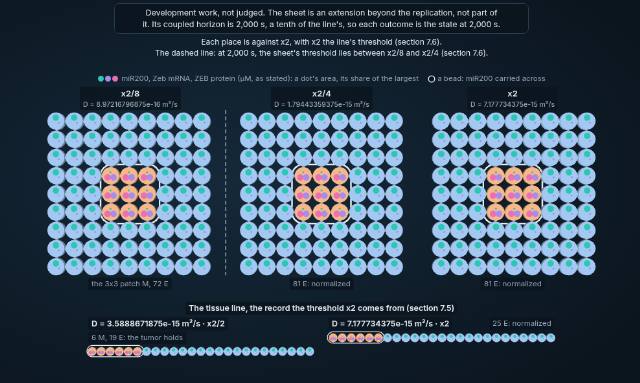 Development work, not judged. The sheet is an extension beyond the replication, not part of
it. Its coupled horizon is 2,000 s, a tenth of the line's, so each outcome is the state at 2,000 s.
Each place is against x2, with x2 the line's threshold (section 7.6).
The dashed line: at 2,000 s, the sheet's threshold lies between x2/8 and x2/4 (section 7.6).
miR200, Zeb mRNA, ZEB protein (µM, as stated): a dot's area, its share of the largest
a bead: miR200 carried across
x2/8
D = 8.97216796875e-16 m²/s
x2/4
D = 1.79443359375e-15 m²/s
x2
D = 7.177734375e-15 m²/s
the 3x3 patch M, 72 E
81 E: normalized
81 E: normalized
The tissue line, the record the threshold x2 comes from (section 7.5)
D = 3.5888671875e-15 m²/s · x2/2
D = 7.177734375e-15 m²/s · x2
25 E: normalized
6 M, 19 E: the tumor holds